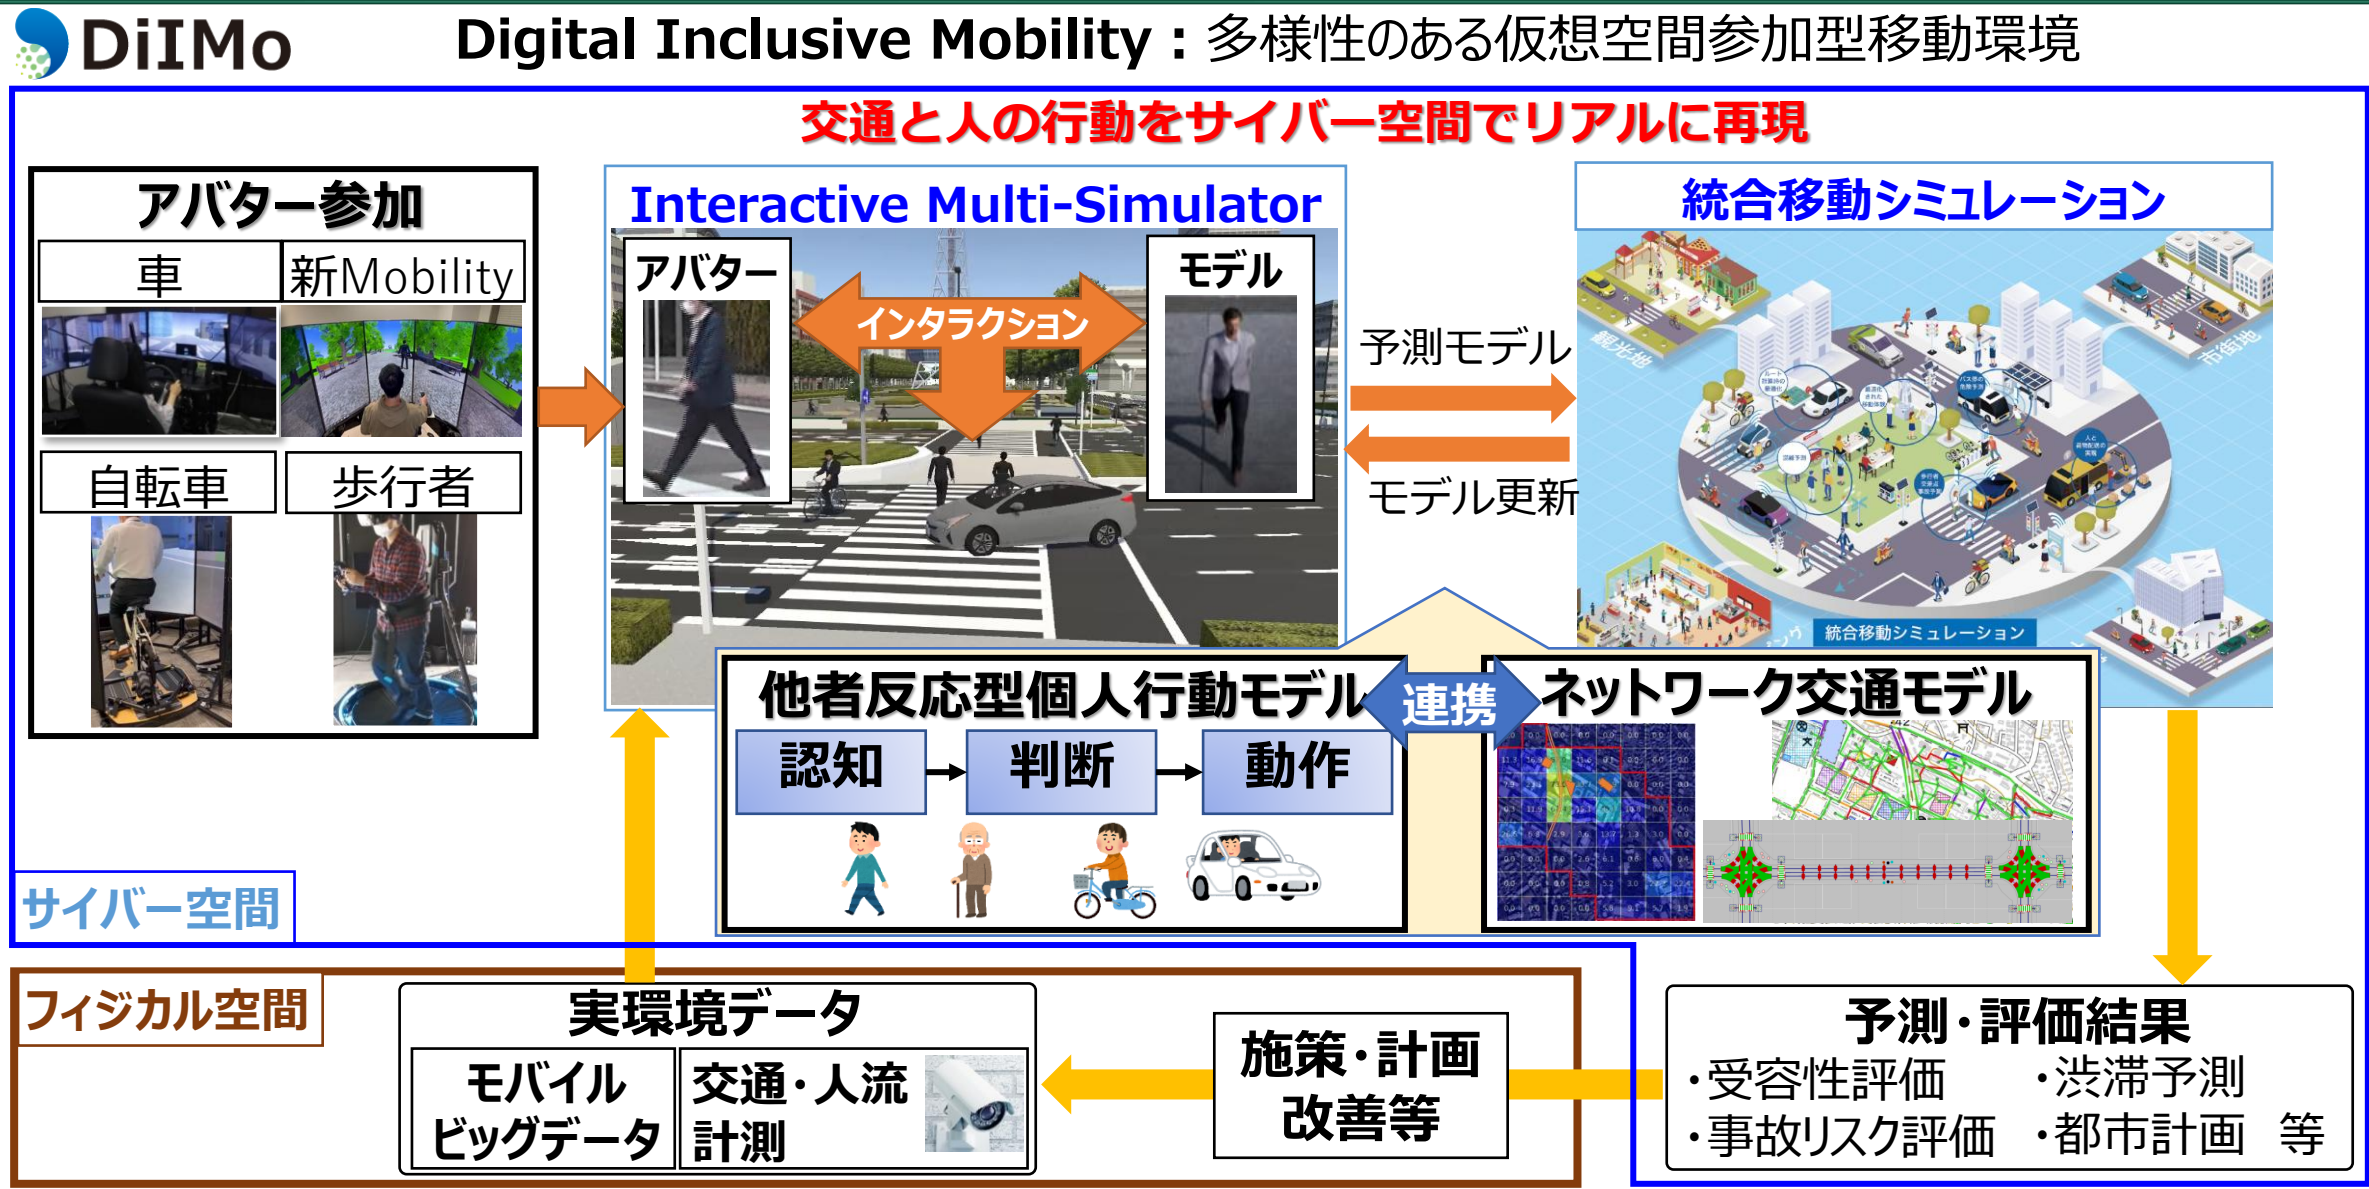 DiIMo
Digital Inclusive Mobility：多様性のある仮想空間参加型移動環境
交通と人の行動をサイバー空間でリアルに再現
アバター参加
車
新Mobility
自転車
歩行者
Interactive Multi-Simulator
アバター
インタラクション
モデル
予測モデル
モデル更新
統合移動シミュレーション
観光地
市街地
統合移動シミュレーション
他者反応型個人行動モデル
認知
判断
動作
連携
ネットワーク交通モデル
サイバー空間
フィジカル空間
実環境データ
モバイル
ビッグデータ
交通・人流
計測
施策・計画
改善等
予測・評価結果
・受容性評価
・渋滞予測
・事故リスク評価
・都市計画　等